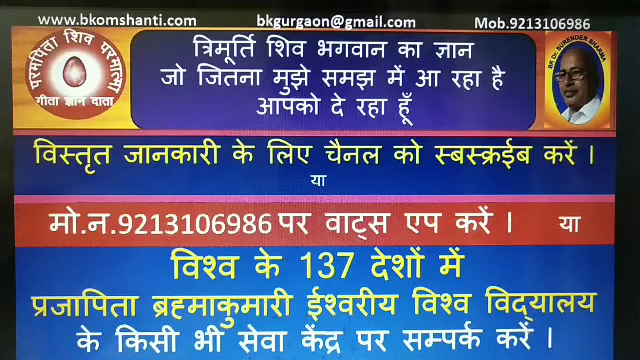 www.bkomshanti.com bkgurgaon@gmail.com Mob.9213106986
परमपिता शिव परमात्मा
गीता ज्ञान दाता
त्रिमूर्ति शिव भगवान का ज्ञान
जो जितना मुझे समझ में आ रहा है
आपको दे रहा हूँ
BK Dr. SURENDER SHARMA
विस्तृत जानकारी के लिए चैनल को स्बस्क्रईब करें ।
या
मो.न.9213106986 पर वाट्स एप करें । या
विश्व के 137 देशों में
प्रजापिता ब्रह्माकुमारी ईश्वरीय विश्व विद्यालय
के किसी भी सेवा केंद्र पर सम्पर्क करें ।